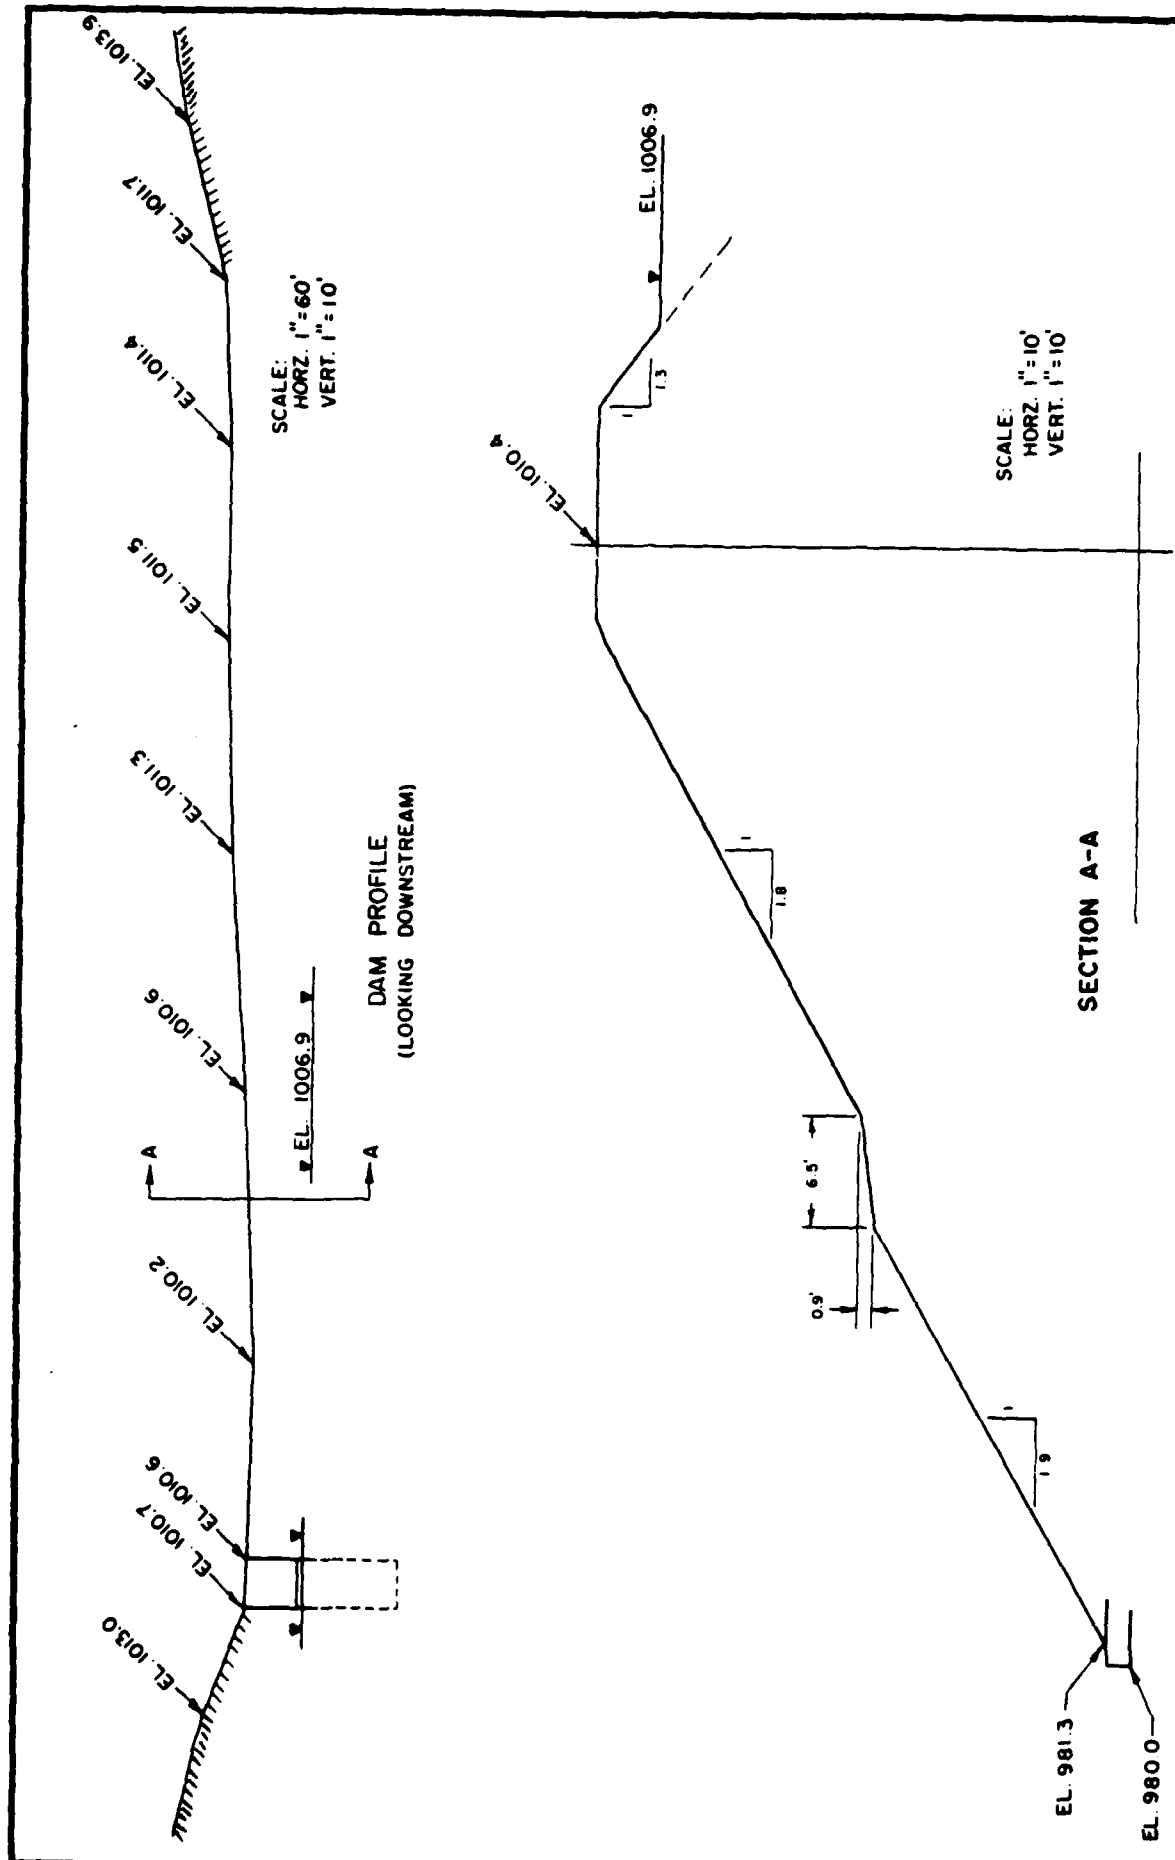 EL. 1013.0
EL. 1010.7
EL. 1010.6
EL. 1010.2
EL. 1010.6
EL. 1011.3
EL. 1011.5
EL. 1011.4
EL. 1011.7
EL. 1013.9
A
A
EL. 1006.9
DAM PROFILE
(LOOKING DOWNSTREAM)
SCALE:
HORZ. 1"=60'
VERT. 1"=10'
EL. 1010.4
EL. 1006.9
1
1.3
1
1.8
6.5'
0.9'
1
1.9
EL. 981.3
EL. 980.0
SECTION A-A
SCALE:
HORZ. 1"=10'
VERT. 1"=10'